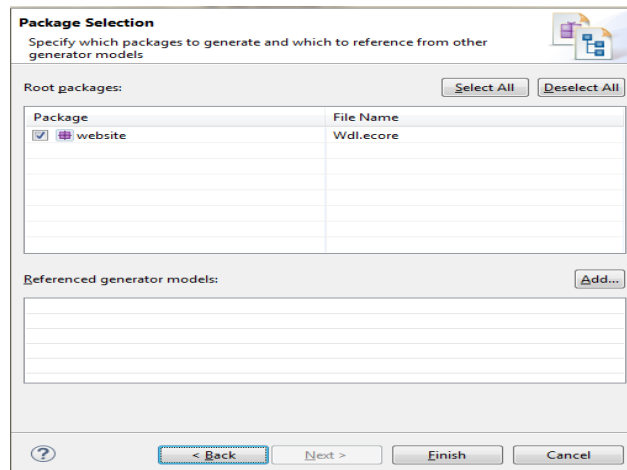 Package Selection
Specify which packages to generate and which to reference from other
generator models
Root packages:
Select All
Deselect All
Package
File Name
website
Wdl.ecore
Referenced generator models:
Add...
?
< Back
Next >
Finish
Cancel